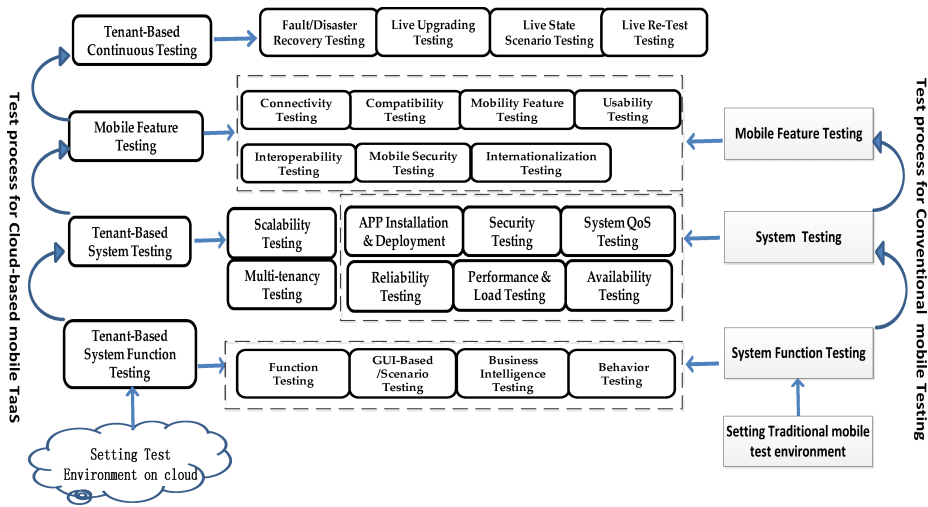 Test process for Cloud-based mobile TaaS
Tenant-Based
Continuous Testing
Fault/Disaster
Recovery Testing
Live Upgrading
Testing
Live State
Scenario Testing
Live Re-Test
Testing
Mobile Feature
Testing
Connectivity
Testing
Compatibility
Testing
Mobility Feature
Testing
Usability
Testing
Interoperability
Testing
Mobile Security
Testing
Internationalization
Testing
Mobile Feature Testing
Tenant-Based
System Testing
Scalability
Testing
Multi-tenancy
Testing
APP Installation
& Deployment
Security
Testing
System QoS
Testing
Reliability
Testing
Performance &
Load Testing
Availability
Testing
System Testing
Tenant-Based
System Function
Testing
Function
Testing
GUI-Based
/Scenario
Testing
Business
Intelligence
Testing
Behavior
Testing
System Function Testing
Setting Test
Environment on cloud
Setting Traditional mobile
test environment
Test process for Conventional mobile Testing